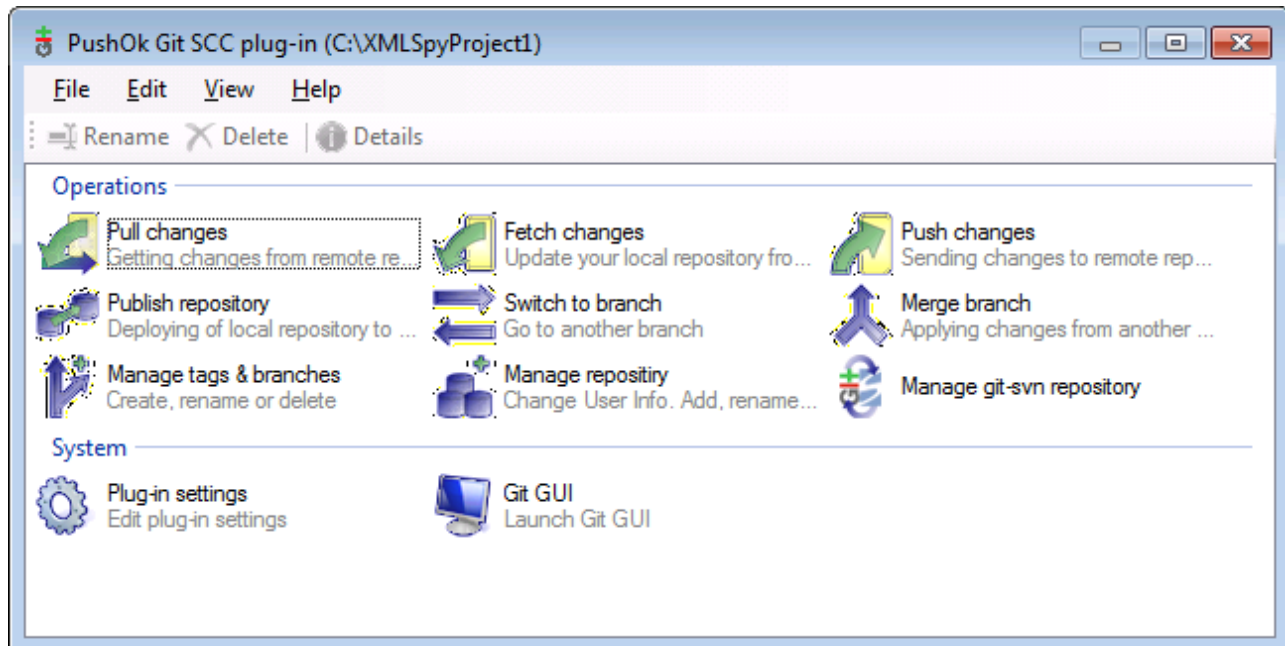 PushOk Git SCC plug-in (C:\XMLSpyProject1)
File Edit View Help
Rename Delete Details
Operations
Pull changes
Getting changes from remote re...
Fetch changes
Update your local repository fro...
Push changes
Sending changes to remote rep...
Publish repository
Deploying of local repository to ...
Switch to branch
Go to another branch
Merge branch
Applying changes from another ...
Manage tags & branches
Create, rename or delete
Manage repositiry
Change User Info. Add, rename...
Manage git-svn repository
System
Plug-in settings
Edit plug-in settings
Git GUI
Launch Git GUI